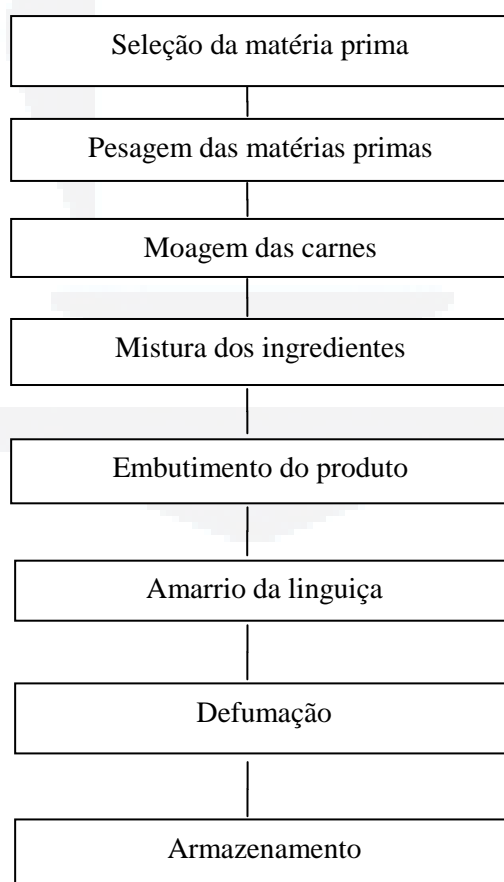 Seleção da matéria prima
Pesagem das matérias primas
Moagem das carnes
Mistura dos ingredientes
Embutimento do produto
Amarrio da linguiça
Defumação
Armazenamento